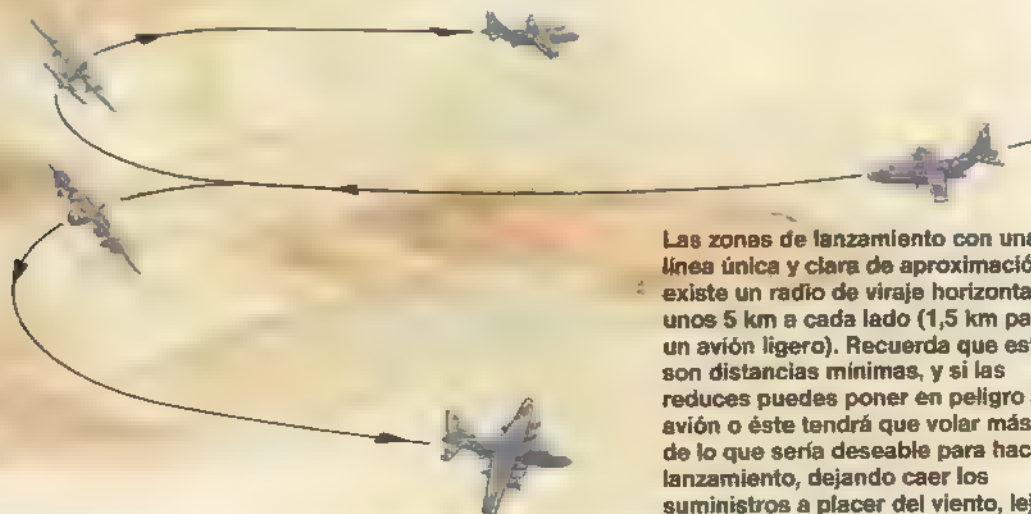 Las zonas de lanzamiento con una
línea única y clara de aproximació
existe un radio de viraje horizonta
unos 5 km a cada lado (1,5 km pa
un avión ligero). Recuerda que est
son distancias mínimas, y si las
reduces puedes poner en peligro
avión o éste tendrá que volar más
de lo que sería deseable para hac
lanzamiento, dejando caer los
suministros a placer del viento, lej